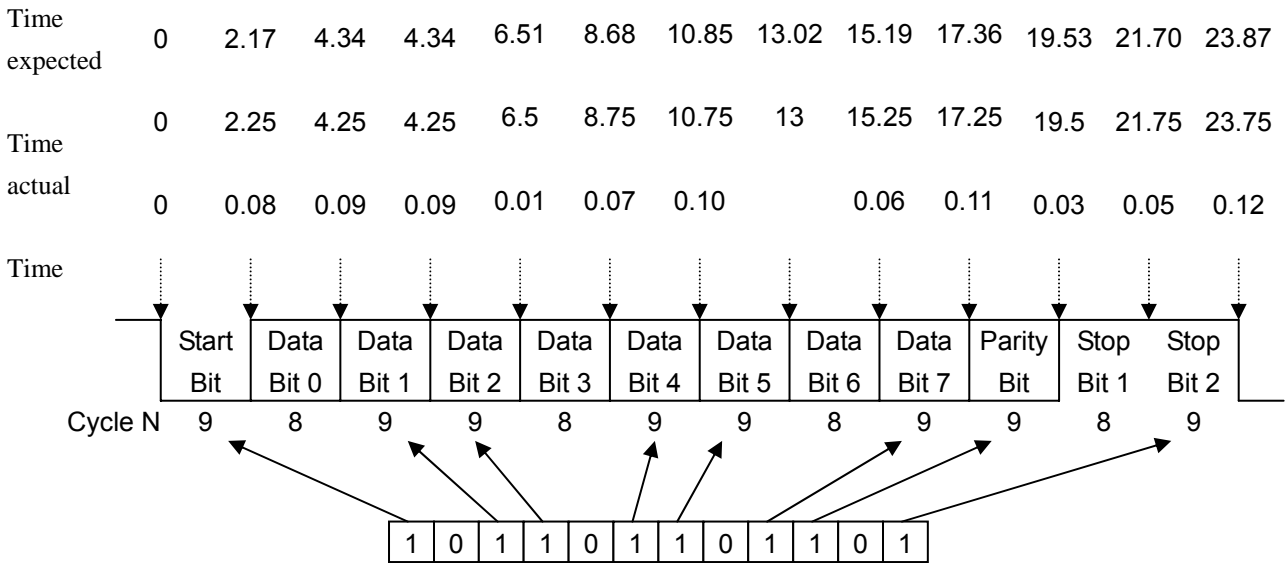 Time
expected
0 2.17 4.34 4.34 6.51 8.68 10.85 13.02 15.19 17.36 19.53 21.70 23.87
Time
actual
0 2.25 4.25 4.25 6.5 8.75 10.75 13 15.25 17.25 19.5 21.75 23.75
0 0.08 0.09 0.09 0.01 0.07 0.10 0.06 0.11 0.03 0.05 0.12
Time
Start Data Data Data Data Data Data Data Data Parity Stop Stop
Bit Bit 0 Bit 1 Bit 2 Bit 3 Bit 4 Bit 5 Bit 6 Bit 7 Bit Bit 1 Bit 2
Cycle N 9 8 9 9 8 9 9 8 9 9 8 9
1 0 1 1 0 1 1 0 1 1 0 1